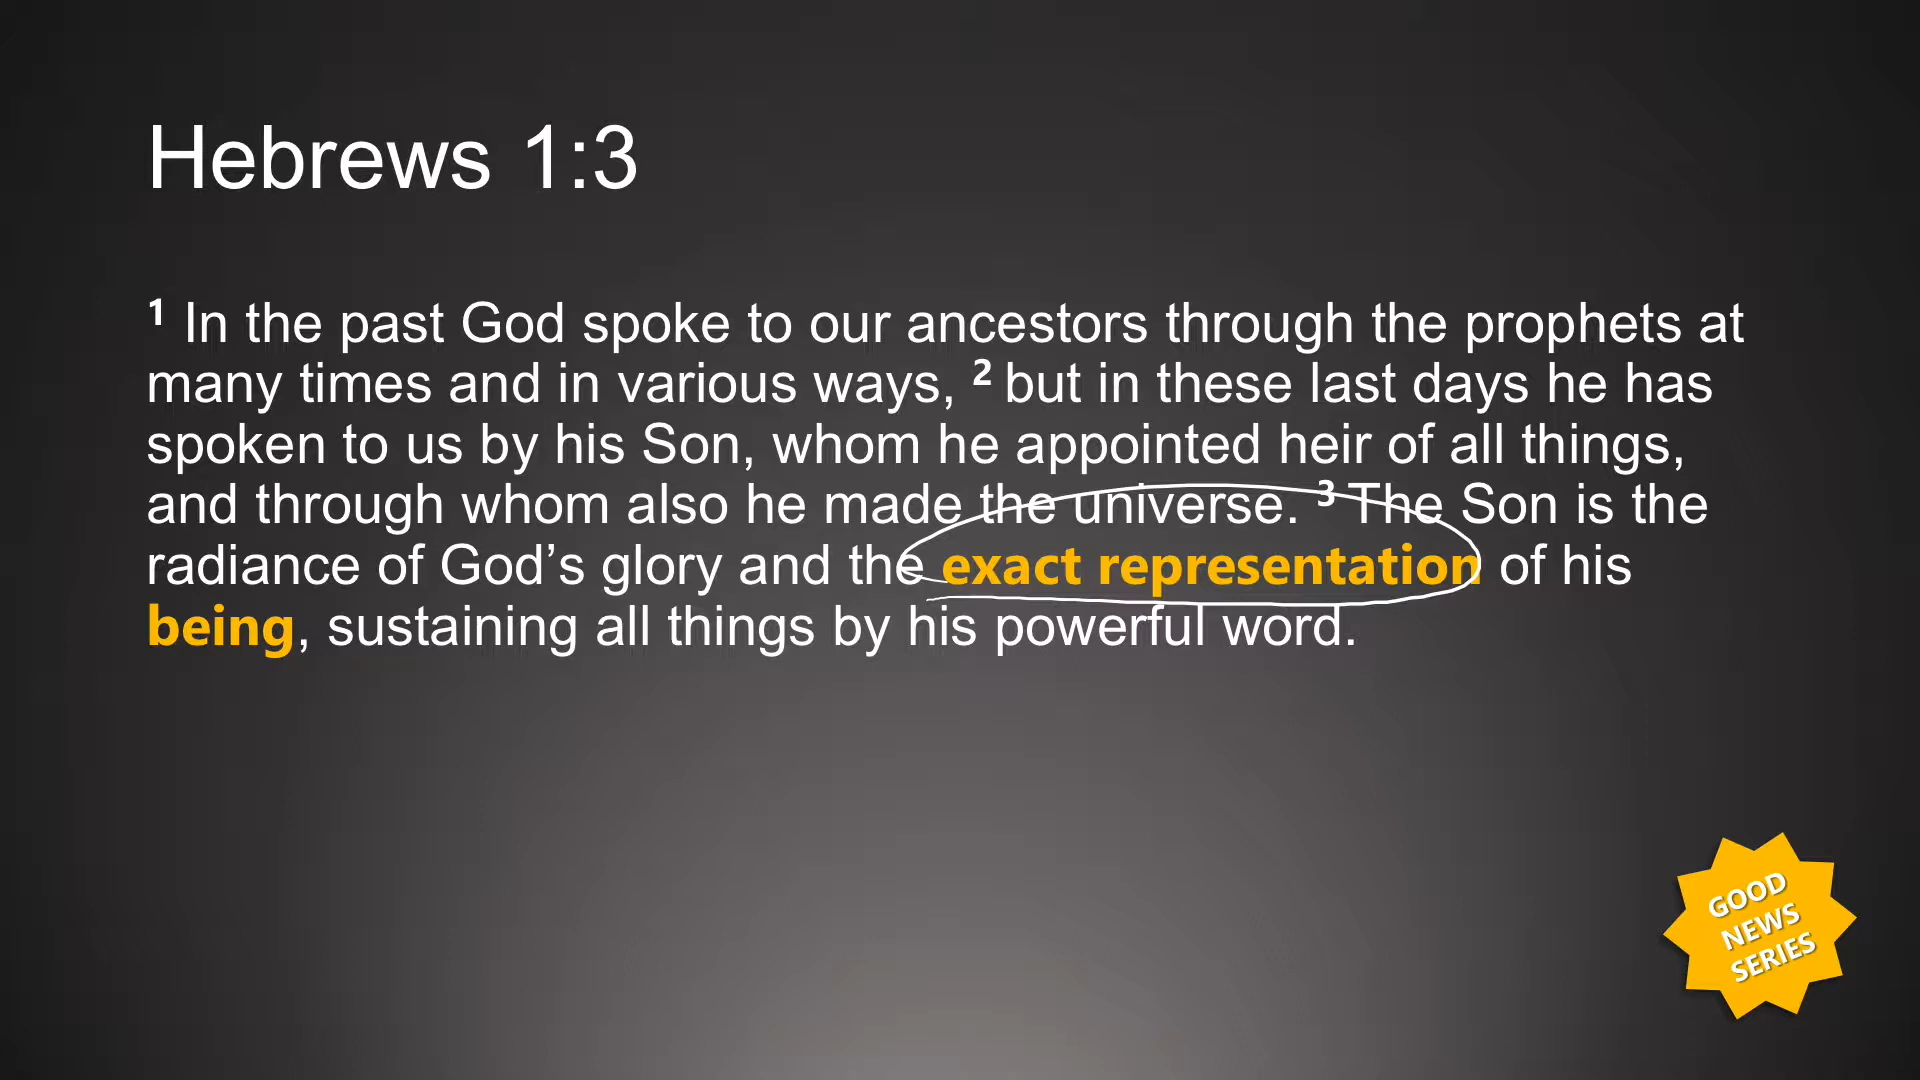 Hebrews 1:3
1 In the past God spoke to our ancestors through the prophets at
many times and in various ways, 2 but in these last days he has
spoken to us by his Son, whom he appointed heir of all things,
and through whom also he made the universe. 3 The Son is the
radiance of God’s glory and the exact representation of his
being, sustaining all things by his powerful word.
GOOD
NEWS
SERIES